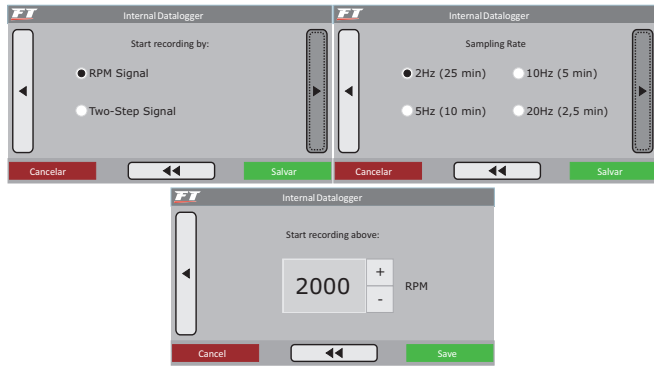 FT Internal Datalogger
Start recording by:
RPM Signal
Two-Step Signal
Cancelar Salvar
FT Internal Datalogger
Sampling Rate
2Hz (25 min) 10Hz (5 min)
5Hz (10 min) 20Hz (2,5 min)
Cancelar Salvar
FT Internal Datalogger
Start recording above:
2000 + - RPM
Cancel Save